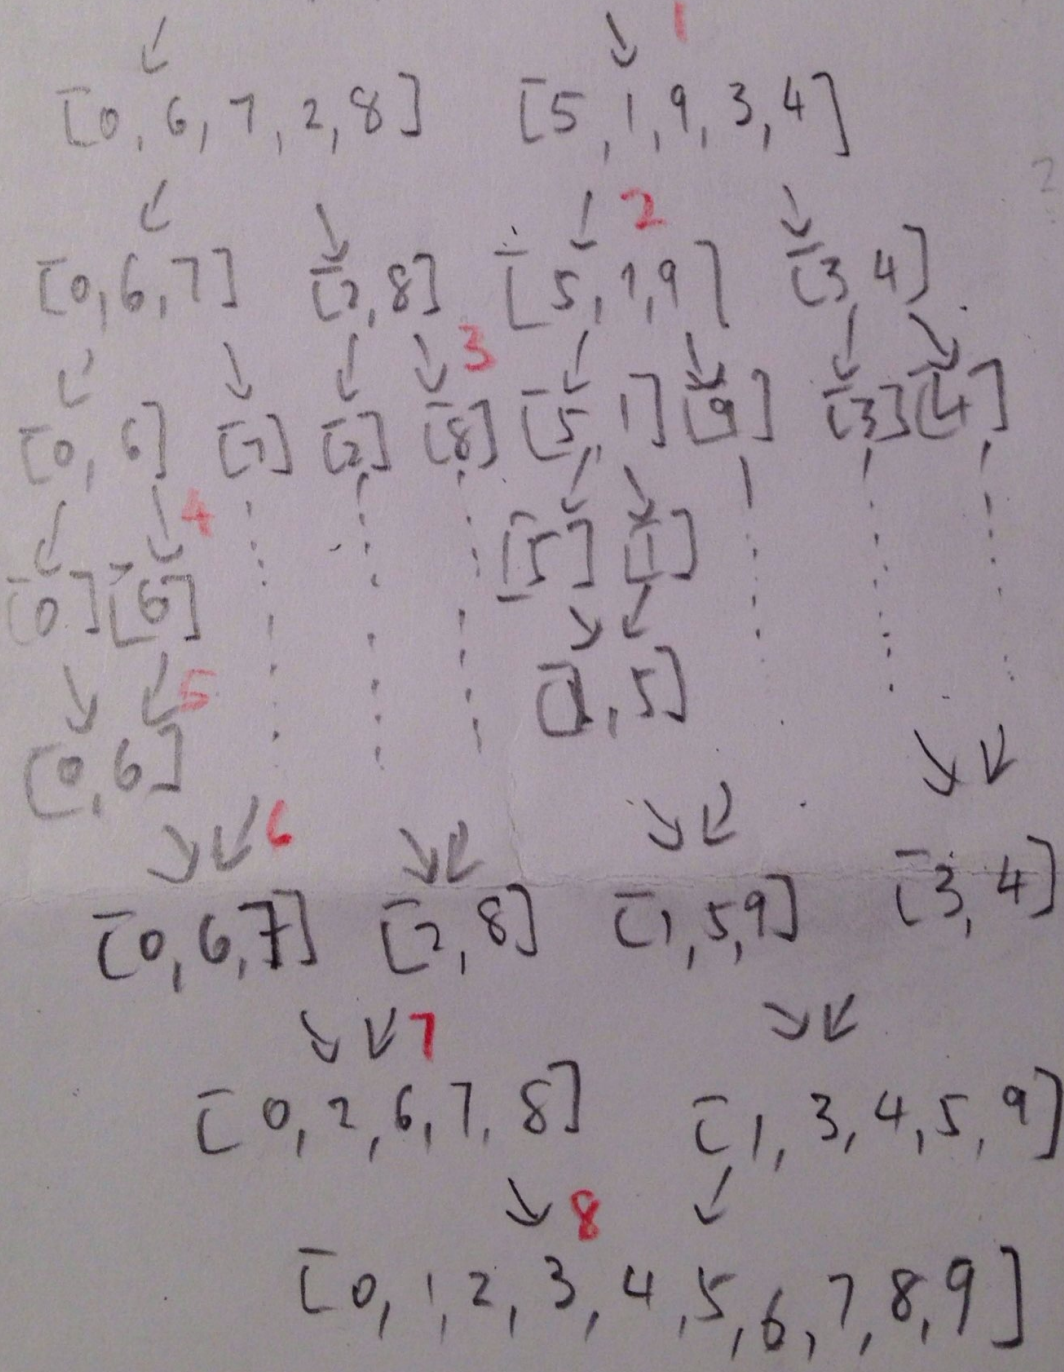 1
[0, 6, 7, 2, 8] [5, 1, 9, 3, 4]
2
[0, 6, 7] [2, 8] [5, 1, 9] [3, 4]
3
[0, 6] [7] [2] [8] [5, 1] [9] [3] [4]
4
[0] [6] [5] [1]
5
[0, 6] [1, 5]
6
[0, 6, 7] [2, 8] [1, 5, 9] [3, 4]
7
[0, 2, 6, 7, 8] [1, 3, 4, 5, 9]
8
[0, 1, 2, 3, 4, 5, 6, 7, 8, 9]